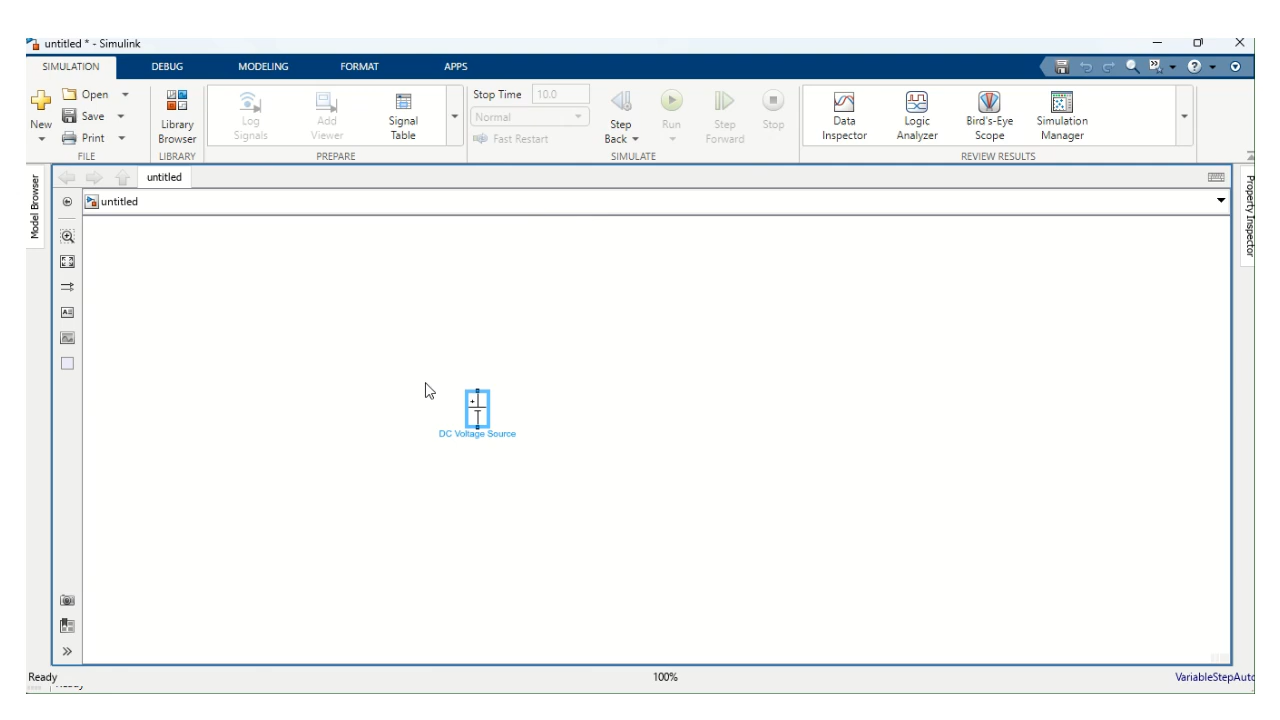 untitled * - Simulink
SIMULATION DEBUG MODELING FORMAT APPS
New
Open
Save
Print
FILE
Library
Browser
LIBRARY
Log
Signals
Add
Viewer
Signal
Table
PREPARE
Stop Time 10.0
Normal
Fast Restart
Step
Back
Run
Step
Forward
Stop
SIMULATE
Data
Inspector
Logic
Analyzer
Bird's-Eye
Scope
Simulation
Manager
REVIEW RESULTS
Model Browser
untitled
untitled
Property Inspector
DC Voltage Source
Ready 100% VariableStepAuto